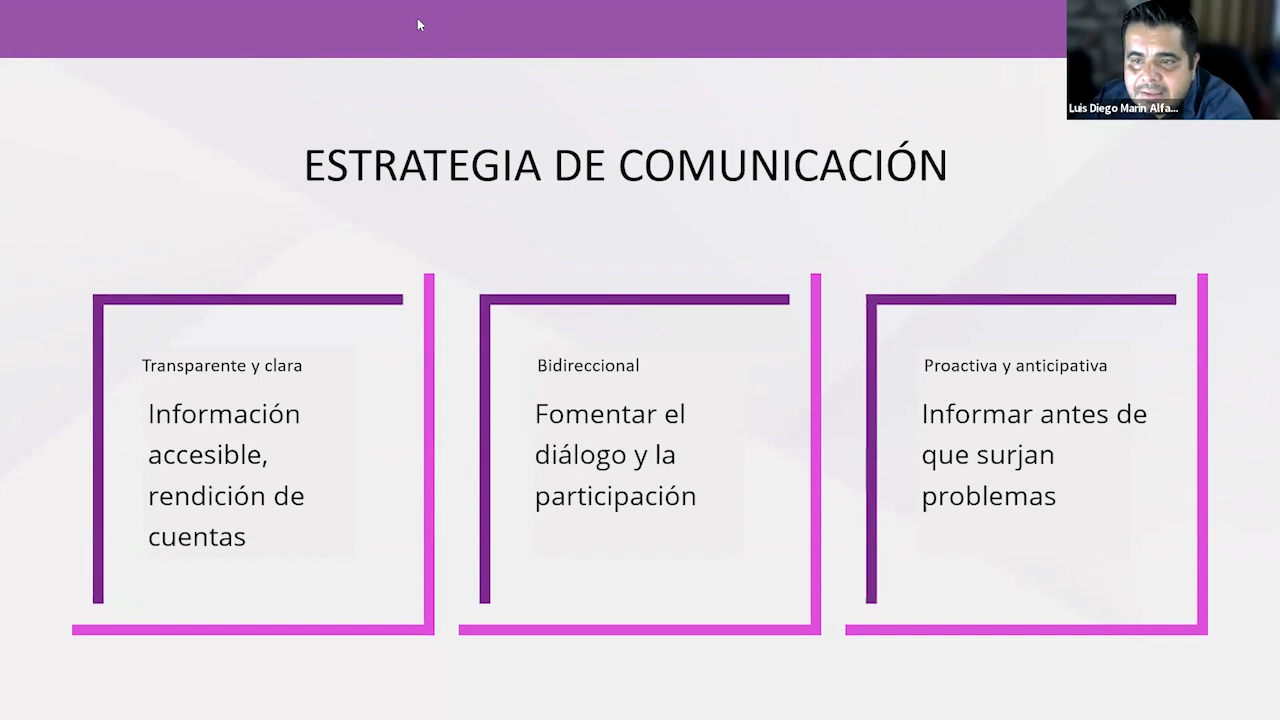 Luis Diego Marin Alfa...
ESTRATEGIA DE COMUNICACIÓN
Transparente y clara
Información
accesible,
rendición de
cuentas
Bidireccional
Fomentar el
diálogo y la
participación
Proactiva y anticipativa
Informar antes de
que surjan
problemas